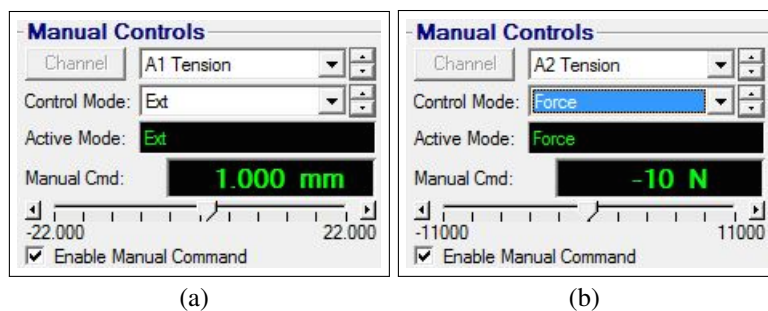 Manual Controls
Channel A1 Tension
Control Mode: Ext
Active Mode: Ext
Manual Cmd: 1.000 mm
-22.000 22.000
Enable Manual Command
(a)
Manual Controls
Channel A2 Tension
Control Mode: Force
Active Mode: Force
Manual Cmd: -10 N
-11000 11000
Enable Manual Command
(b)